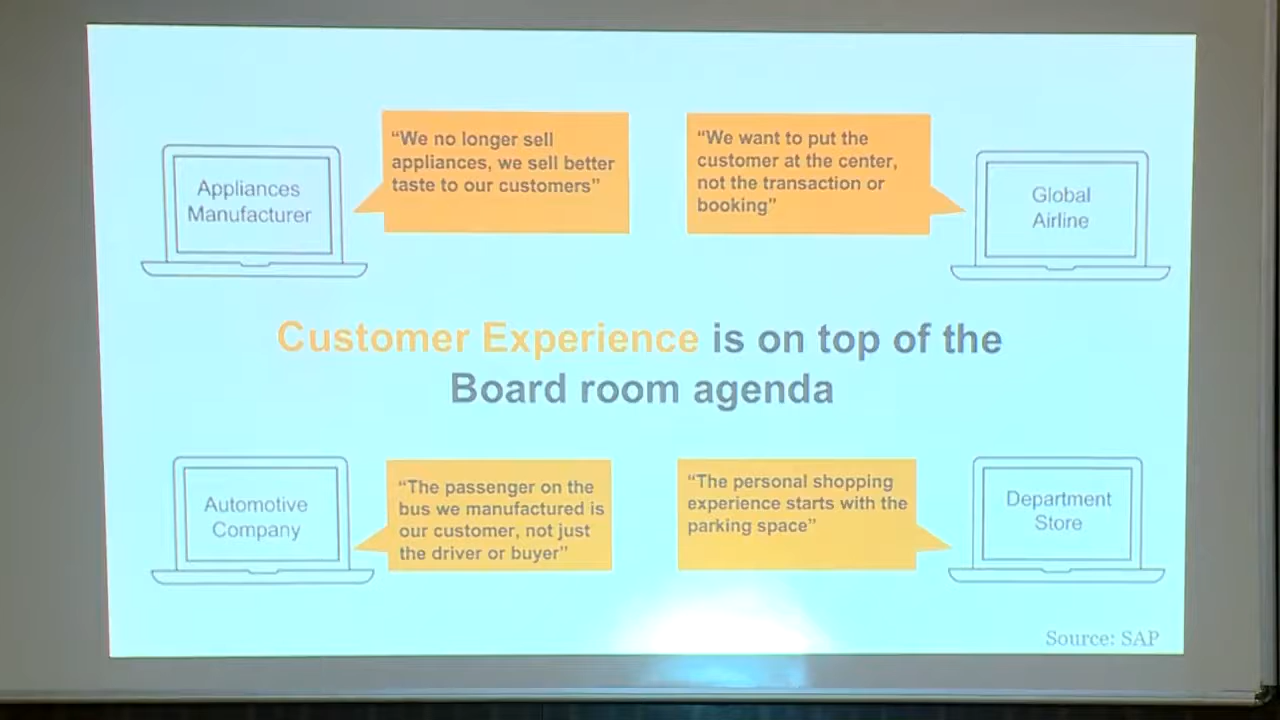 Appliances
Manufacturer
“We no longer sell
appliances, we sell better
taste to our customers”
“We want to put the
customer at the center,
not the transaction or
booking”
Global
Airline
Customer Experience is on top of the
Board room agenda
Automotive
Company
“The passenger on the
bus we manufactured is
our customer, not just
the driver or buyer”
“The personal shopping
experience starts with the
parking space”
Department
Store
Source: SAP